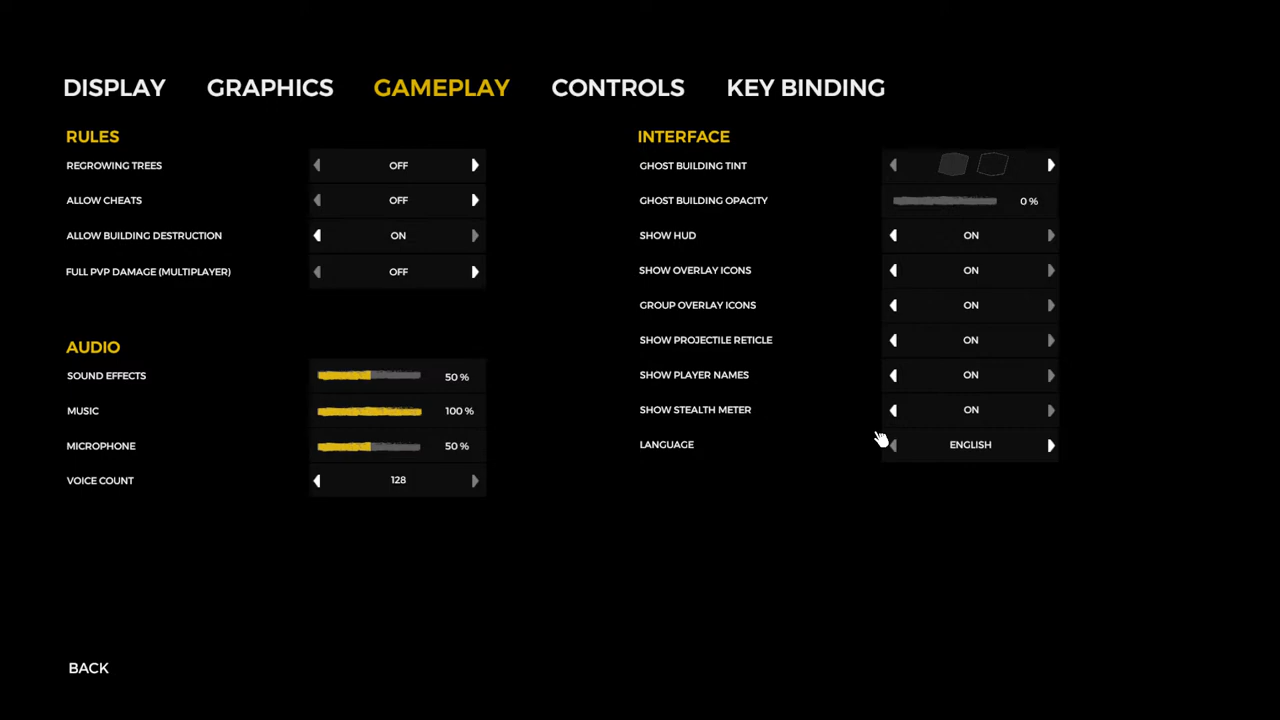 DISPLAY GRAPHICS GAMEPLAY CONTROLS KEY BINDING
RULES
REGROWING TREES OFF
ALLOW CHEATS OFF
ALLOW BUILDING DESTRUCTION ON
FULL PVP DAMAGE (MULTIPLAYER) OFF
AUDIO
SOUND EFFECTS 50 %
MUSIC 100 %
MICROPHONE 50 %
VOICE COUNT 128
INTERFACE
GHOST BUILDING TINT
GHOST BUILDING OPACITY 0 %
SHOW HUD ON
SHOW OVERLAY ICONS ON
GROUP OVERLAY ICONS ON
SHOW PROJECTILE RETICLE ON
SHOW PLAYER NAMES ON
SHOW STEALTH METER ON
LANGUAGE ENGLISH
BACK